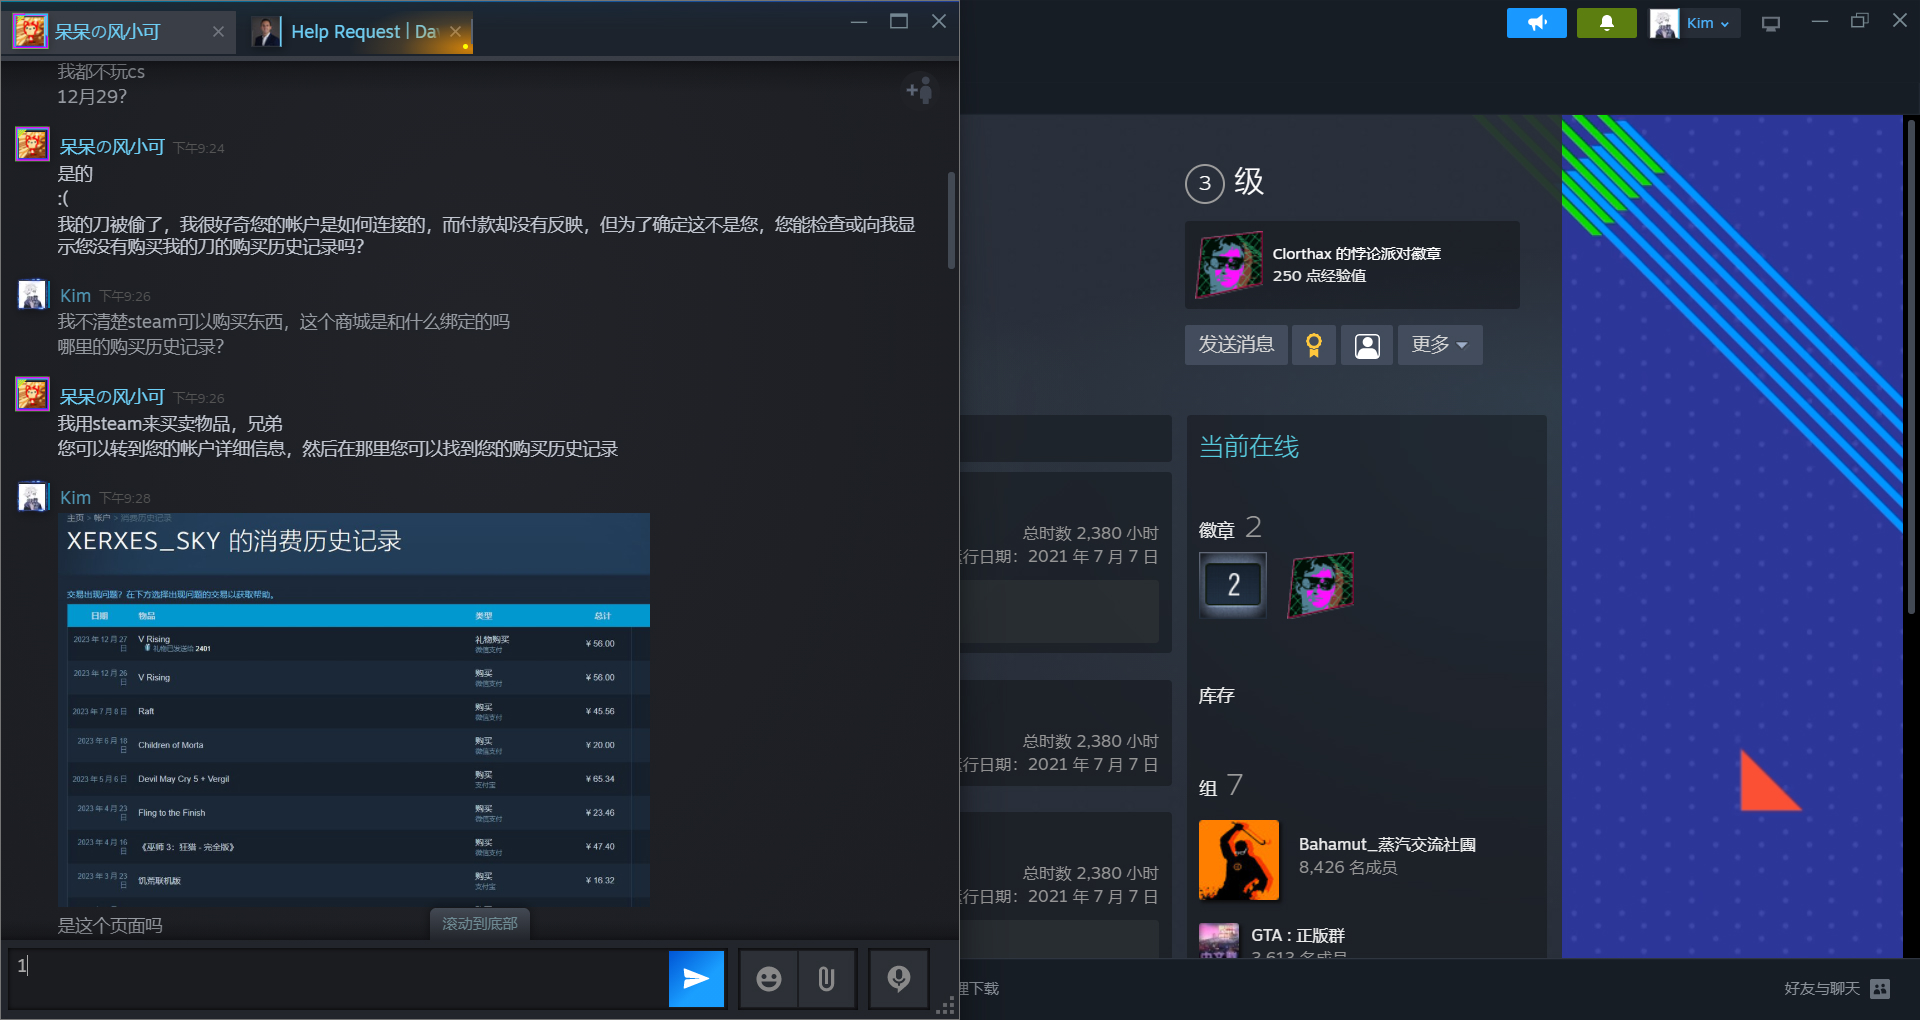 呆呆の风小可
Help Request | Da
我都不玩cs
12月29?
呆呆の风小可 下午9:24
是的
:(
我的刀被偷了，我很好奇您的帐户是如何连接的，而付款却没有反映，但为了确定这不是您，您能检查或向我显
示您没有购买我的刀的购买历史记录吗?
Kim 下午9:26
我不清楚steam可以购买东西，这个商城是和什么绑定的吗
哪里的购买历史记录?
呆呆の风小可 下午9:26
我用steam来买卖物品，兄弟
您可以转到您的帐户详细信息，然后在那里您可以找到您的购买历史记录
Kim 下午9:28
主页 > 帐户 > 消费历史记录
XERXES_SKY 的消费历史记录
交易出现问题？在下方选择出现问题的交易以获取帮助。
日期 物品 类型 总计
2023 年 12 月 27 日 V Rising 礼物购买 ¥ 56.00
礼物已发送给 2401 微信支付
2023 年 12 月 26 日 V Rising 购买 微信支付 ¥ 56.00
2023 年 7 月 8 日 Raft 购买 微信支付 ¥ 45.56
2023 年 6 月 18 日 Children of Morta 购买 微信支付 ¥ 20.00
2023 年 5 月 6 日 Devil May Cry 5 + Vergil 购买 支付宝 ¥ 65.34
2023 年 4 月 23 日 Fling to the Finish 购买 微信支付 ¥ 23.46
2023 年 4 月 16 日 《巫师 3：狂猎 - 完全版》 购买 微信支付 ¥ 47.40
2023 年 3 月 23 日 饥荒联机版 购买 支付宝 ¥ 16.32
是这个页面吗
滚动到底部
1
Kim
3 级
Clorthax 的悖论派对徽章
250 点经验值
发送消息
更多
当前在线
徽章 2
2
库存
组 7
Bahamut_蒸汽交流社團
8,426 名成员
GTA : 正版群
3,613 名成员
总时数 2,380 小时
行日期： 2021 年 7 月 7 日
总时数 2,380 小时
行日期： 2021 年 7 月 7 日
总时数 2,380 小时
行日期： 2021 年 7 月 7 日
理下载
好友与聊天